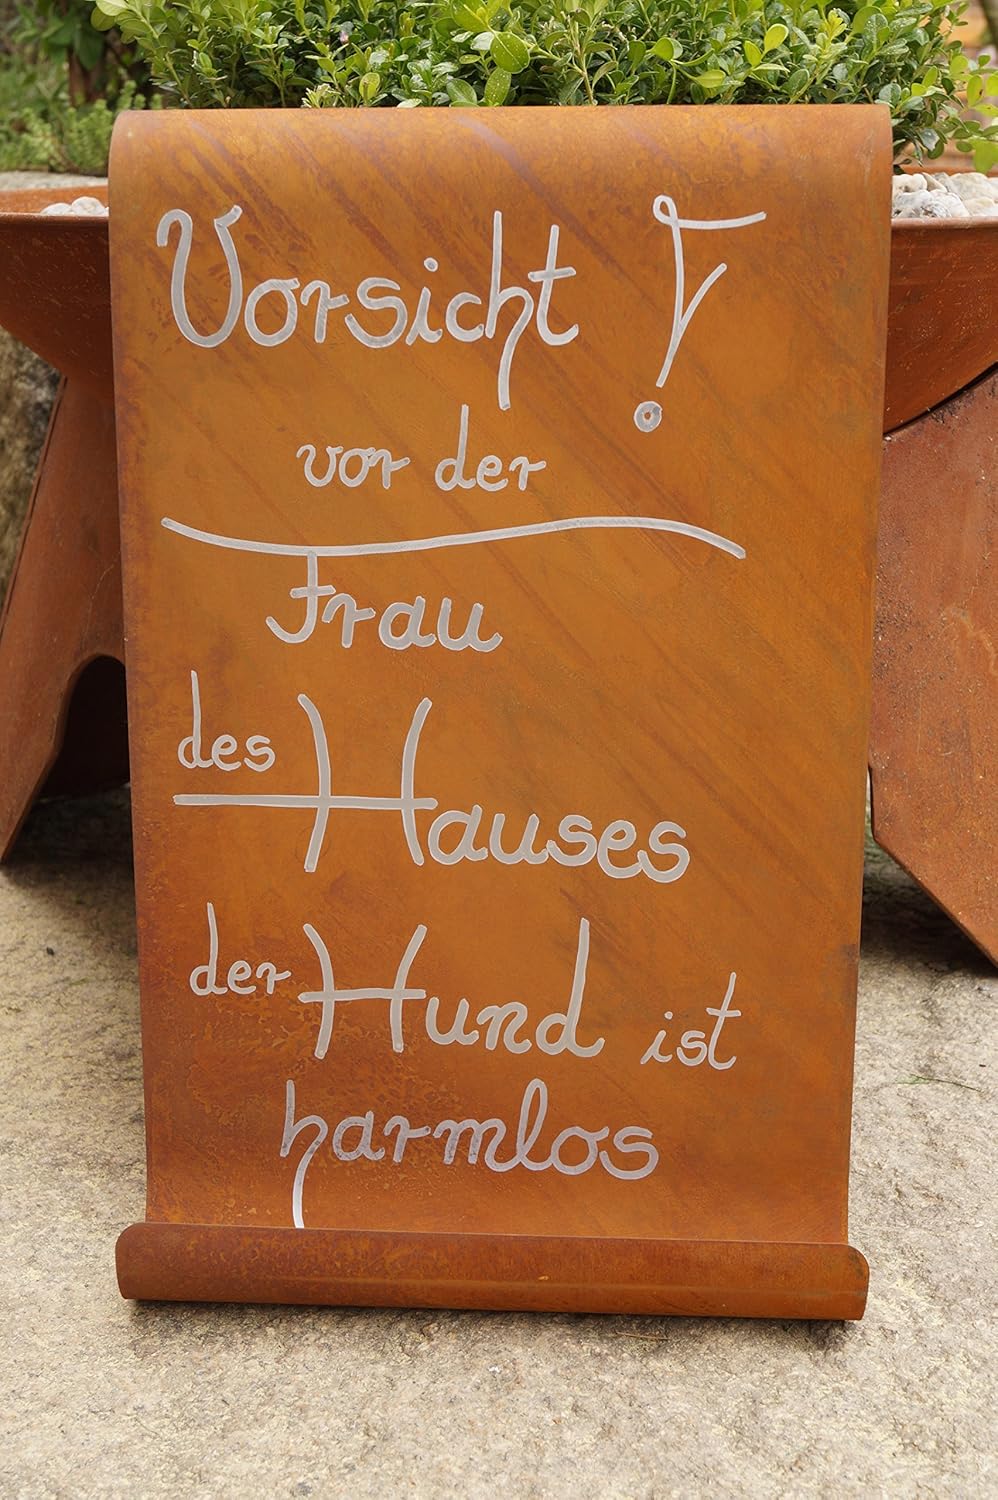 Vorsicht !
vor der
Frau
des Hauses
der Hund ist
harmlos